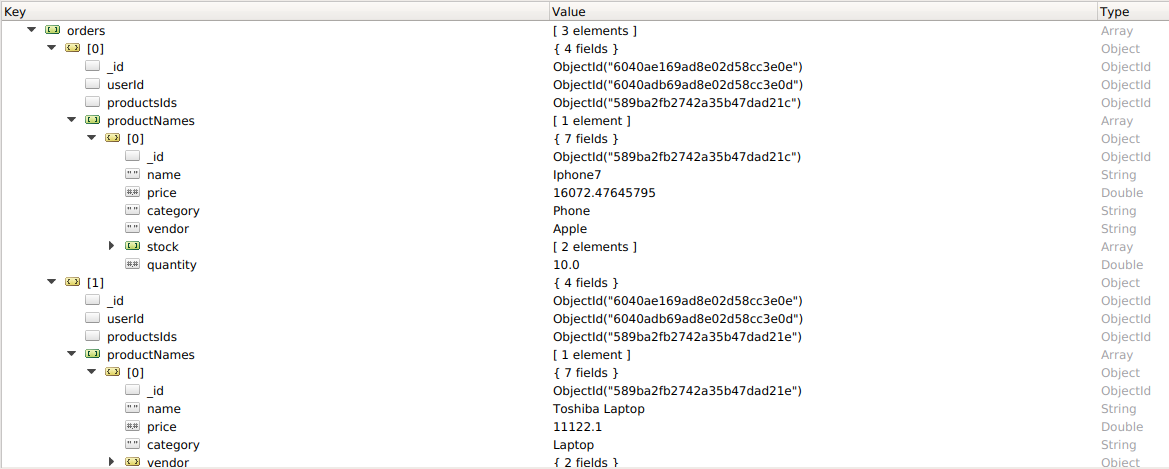 Key Value Type
orders [ 3 elements ] Array
[0] { 4 fields } Object
_id ObjectId("6040ae169ad8e02d58cc3e0e") ObjectId
userId ObjectId("6040adb69ad8e02d58cc3e0d") ObjectId
productsIds ObjectId("589ba2fb2742a35b47dad21c") ObjectId
productNames [ 1 element ] Array
[0] { 7 fields } Object
_id ObjectId("589ba2fb2742a35b47dad21c") ObjectId
name Iphone7 String
price 16072.47645795 Double
category Phone String
vendor Apple String
stock [ 2 elements ] Array
quantity 10.0 Double
[1] { 4 fields } Object
_id ObjectId("6040ae169ad8e02d58cc3e0e") ObjectId
userId ObjectId("6040adb69ad8e02d58cc3e0d") ObjectId
productsIds ObjectId("589ba2fb2742a35b47dad21e") ObjectId
productNames [ 1 element ] Array
[0] { 7 fields } Object
_id ObjectId("589ba2fb2742a35b47dad21e") ObjectId
name Toshiba Laptop String
price 11122.1 Double
category Laptop String
vendor { 2 fields } Object